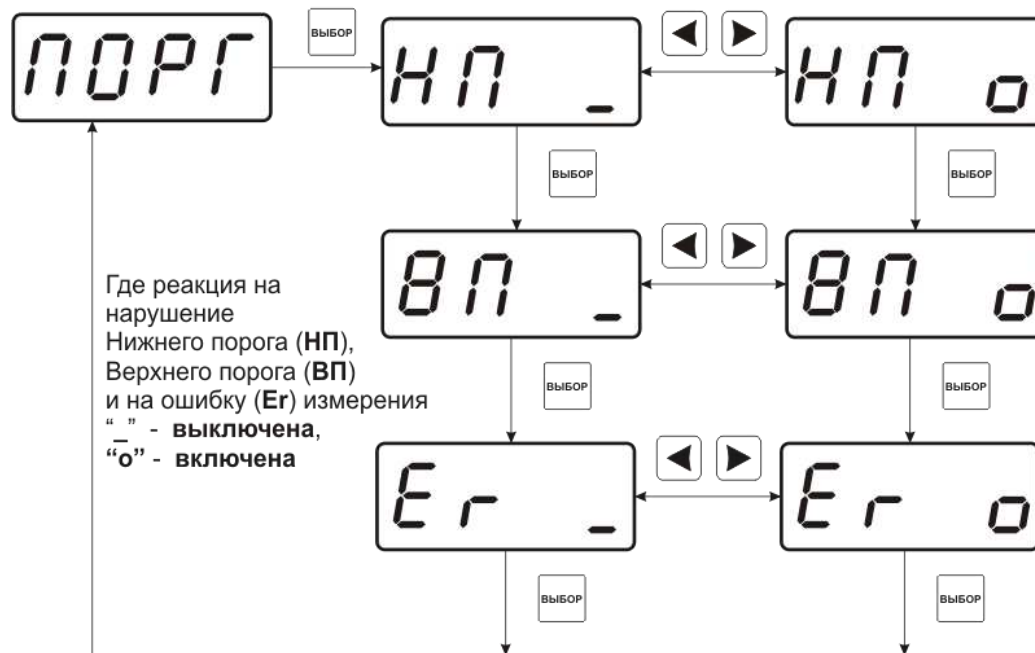 ПОРГ
ВЫБОР
НП _
НП o
ВЫБОР
ВЫБОР
ВП _
ВП o
Где реакция на
нарушение
Нижнего порога (НП),
Верхнего порога (ВП)
и на ошибку (Er) измерения
“_” - выключена,
“о” - включена
ВЫБОР
ВЫБОР
Er _
Er o
ВЫБОР
ВЫБОР